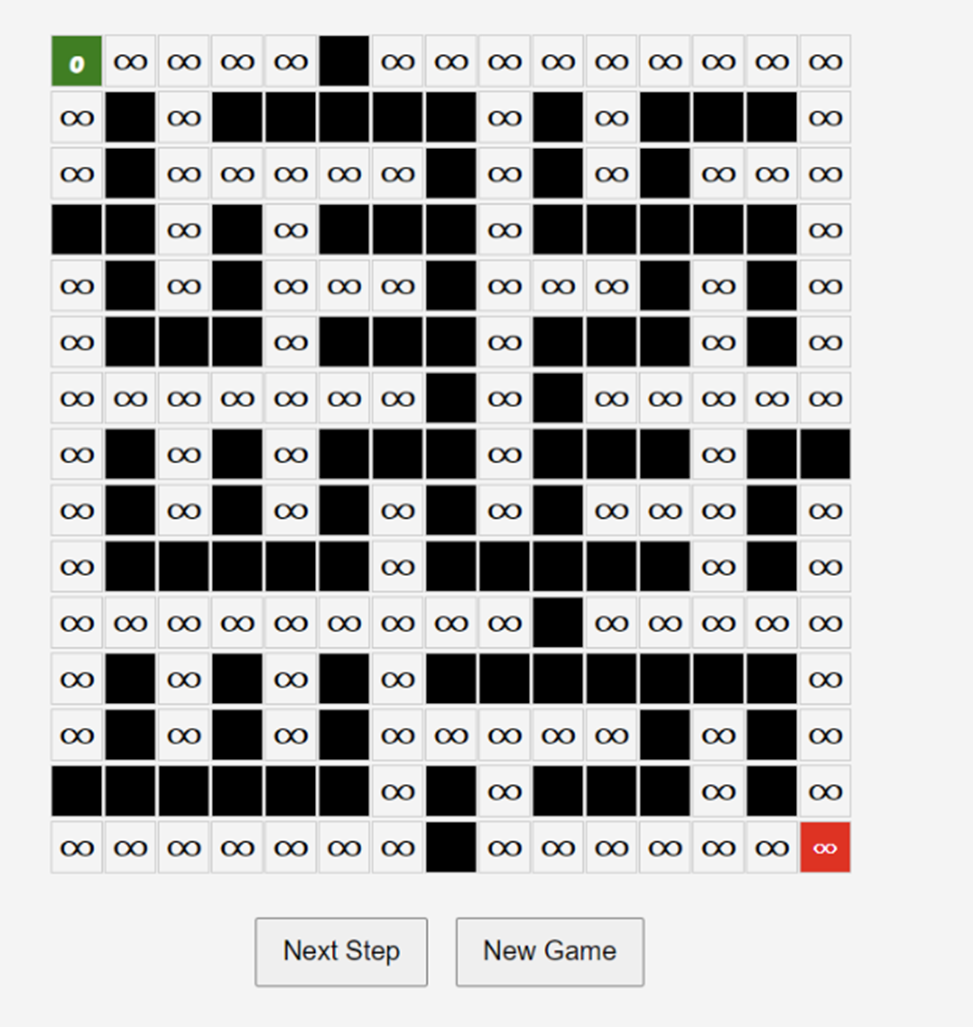 0 ∞ ∞ ∞ ∞ ∞ ∞ ∞ ∞ ∞ ∞ ∞ ∞ ∞
∞ ∞ ∞ ∞ ∞
∞ ∞ ∞ ∞ ∞ ∞ ∞ ∞ ∞ ∞ ∞
∞ ∞ ∞ ∞
∞ ∞ ∞ ∞ ∞ ∞ ∞ ∞ ∞ ∞
∞ ∞ ∞ ∞ ∞
∞ ∞ ∞ ∞ ∞ ∞ ∞ ∞ ∞ ∞ ∞ ∞ ∞
∞ ∞ ∞ ∞ ∞
∞ ∞ ∞ ∞ ∞ ∞ ∞ ∞ ∞
∞ ∞ ∞ ∞
∞ ∞ ∞ ∞ ∞ ∞ ∞ ∞ ∞ ∞ ∞ ∞ ∞ ∞
∞ ∞ ∞ ∞ ∞
∞ ∞ ∞ ∞ ∞ ∞ ∞ ∞ ∞ ∞
∞ ∞ ∞ ∞
∞ ∞ ∞ ∞ ∞ ∞ ∞ ∞ ∞ ∞ ∞ ∞ ∞ ∞
Next Step New Game